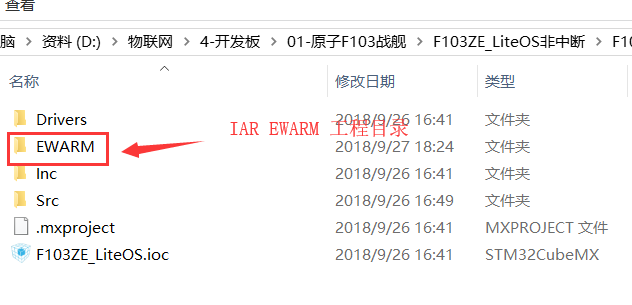 查看
脑 › 资料 (D:) › 物联网 › 4-开发板 › 01-原子F103战舰 › F103ZE_LiteOS非中断 › F10
名称 修改日期 类型
Drivers 2018/9/26 16:41 文件夹
IAR EWARM 工程目录
EWARM 2018/9/27 18:24 文件夹
Inc 2018/9/26 16:41 文件夹
Src 2018/9/26 16:49 文件夹
.mxproject 2018/9/26 16:41 MXPROJECT 文件
F103ZE_LiteOS.ioc 2018/9/26 16:41 STM32CubeMX